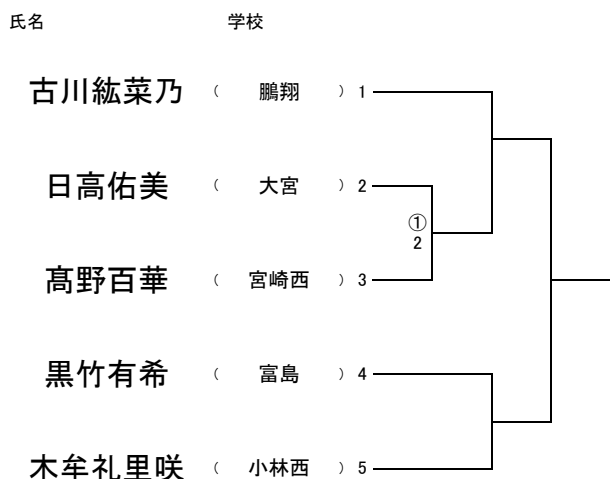 氏名 学校
古川紘菜乃 （ 鵬翔 ） 1
日高佑美 （ 大宮 ） 2
①
2
髙野百華 （ 宮崎西 ） 3
黒竹有希 （ 富島 ） 4
木牟礼里咲 （ 小林西 ） 5